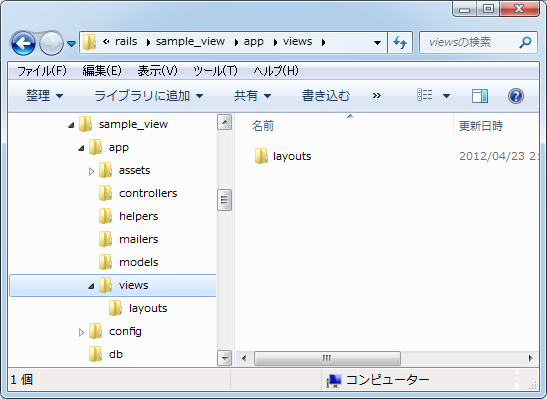 « rails ▸ sample_view ▸ app ▸ views ▸
viewsの検索
ファイル(F) 編集(E) 表示(V) ツール(T) ヘルプ(H)
整理 ライブラリに追加 共有 書き込む »
sample_view
app
assets
controllers
helpers
mailers
models
views
layouts
config
db
名前 更新日時
layouts 2012/04/23 2:
1 個 コンピューター